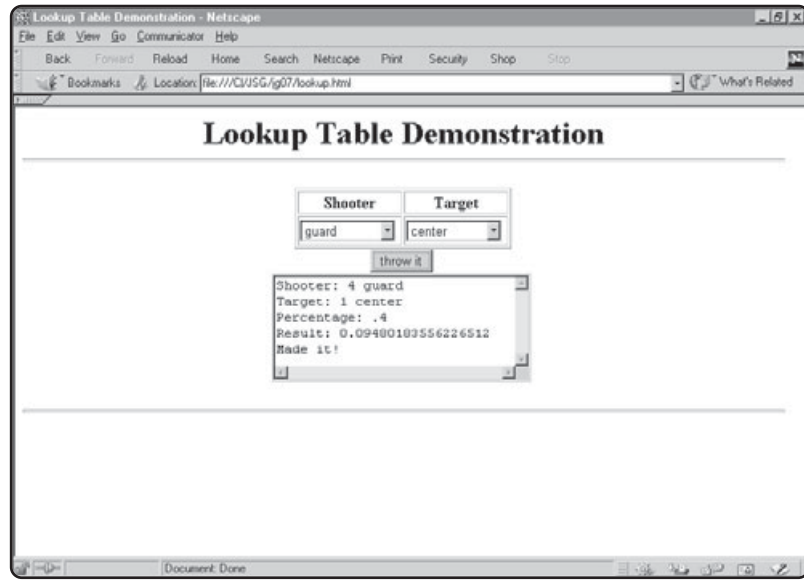 Lookup Table Demonstration - Netscape
File Edit View Go Communicator Help
Back Forward Reload Home Search Netscape Print Security Shop Stop
Bookmarks Location: file:///C|/JSG/jg07/lookup.html What's Related
Lookup Table Demonstration
Shooter Target
guard center
throw it
Shooter: 4 guard
Target: 1 center
Percentage: .4
Result: 0.09480183556226512
Made it!
Document: Done